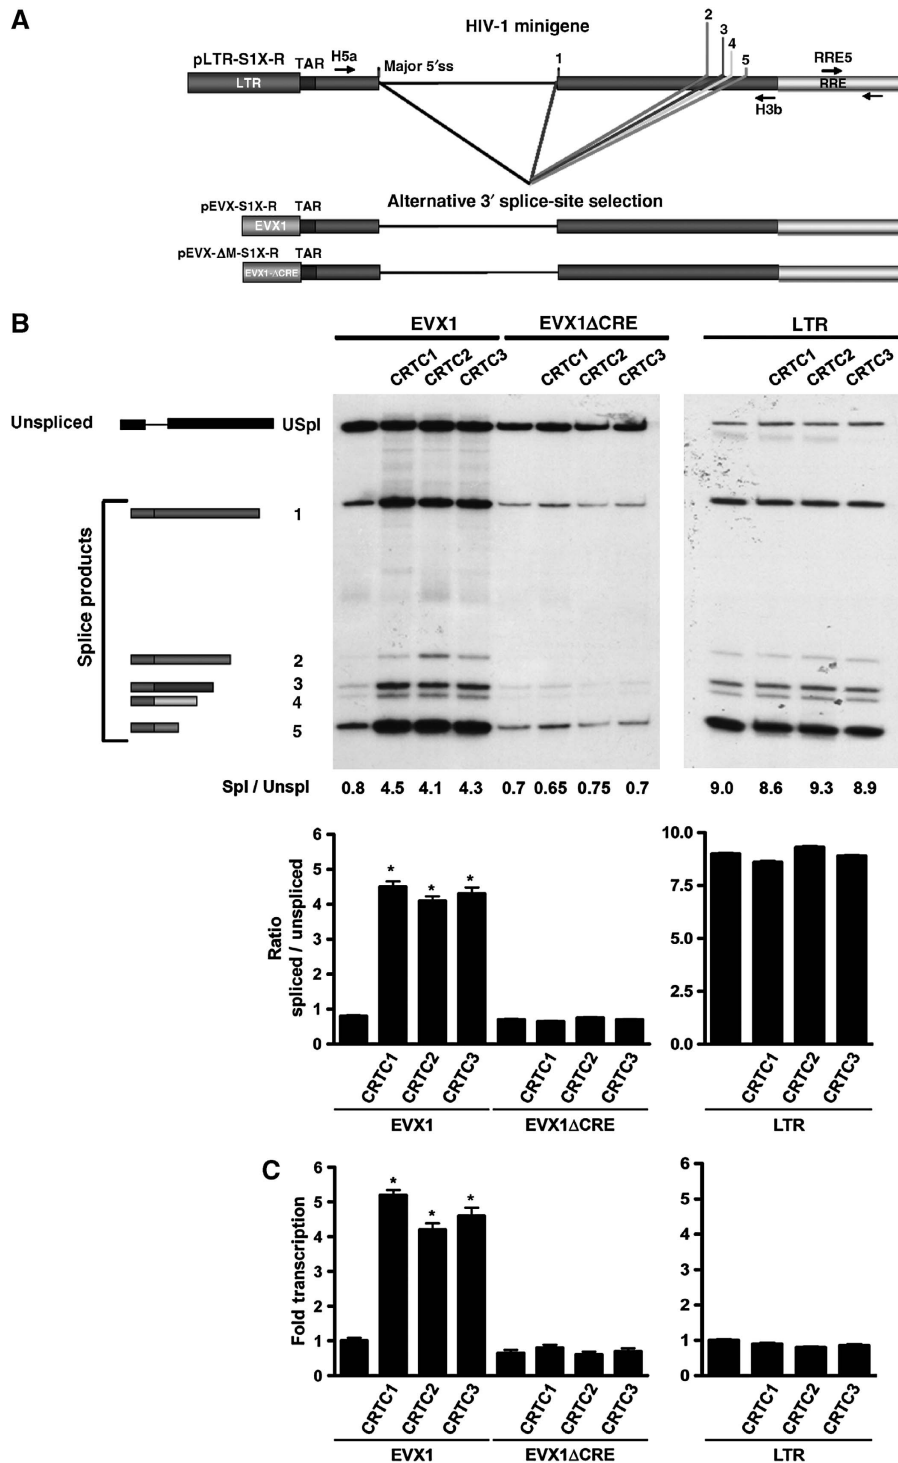 A
HIV-1 minigene
2
3
4
5
pLTR-S1X-R TAR H5a
Major 5′ss
1
RRE5
LTR
RRE
H3b
Alternative 3′ splice-site selection
pEVX-S1X-R TAR
EVX1
pEVX-ΔM-S1X-R TAR
EVX1-ΔCRE
B
EVX1 EVX1ΔCRE LTR
CRTC1 CRTC2 CRTC3 CRTC1 CRTC2 CRTC3 CRTC1 CRTC2 CRTC3
Unspliced USpl
Splice products
1
2
3
4
5
Spl / Unspl 0.8 4.5 4.1 4.3 0.7 0.65 0.75 0.7 9.0 8.6 9.3 8.9
Ratio
spliced / unspliced
6
5
4
3
2
1
0
* * *
CRTC1 CRTC2 CRTC3 CRTC1 CRTC2 CRTC3
EVX1 EVX1ΔCRE
10.0
7.5
5.0
2.5
0.0
CRTC1 CRTC2 CRTC3
LTR
C
Fold transcription
6
5
4
3
2
1
0
* * *
CRTC1 CRTC2 CRTC3 CRTC1 CRTC2 CRTC3
EVX1 EVX1ΔCRE
6
5
4
3
2
1
0
CRTC1 CRTC2 CRTC3
LTR